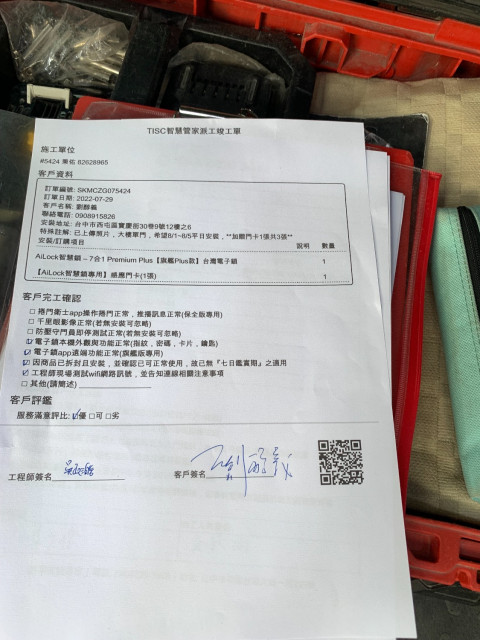 TISC智慧管家派工竣工單
施工單位
#5424 秉佑 82628965
客戶資料
訂單編號: SKMCZG075424
訂單日期: 2022-07-29
客戶名稱: 劉醇義
聯絡電話: 0908915826
安裝地址: 台中市西屯區寶慶街30巷9號12樓之6
特殊註解: 已上傳照片，大樓單門，希望8/1~8/5平日安裝，**加贈門卡1張共3張**
安裝/訂購項目 說明 數量
AiLock智慧鎖－7合1 Premium Plus【旗艦Plus款】台灣電子鎖 1
【AiLock智慧鎖專用】感應門卡(1張) 1
客戶完工確認
□ 捲門衛士app操作捲門正常，推播訊息正常(保全版專用)
□ 千里眼影像正常(若無安裝可忽略)
□ 防壓守門員即停測試正常(若無安裝可忽略)
☑ 電子鎖本機外觀與功能正常(指紋，密碼，卡片，鑰匙)
☑ 電子鎖app遠端功能正常(旗艦版專用)
☑ 因商品已拆封且安裝，並確認已可正常使用，故已無『七日鑑賞期』之適用
☑ 工程師現場測試wifi網路訊號，並告知連線相關注意事項
□ 其他(請簡述)
客戶評鑑
服務滿意評比: ☑優 □可 □劣
工程師簽名 客戶簽名 劉醇義